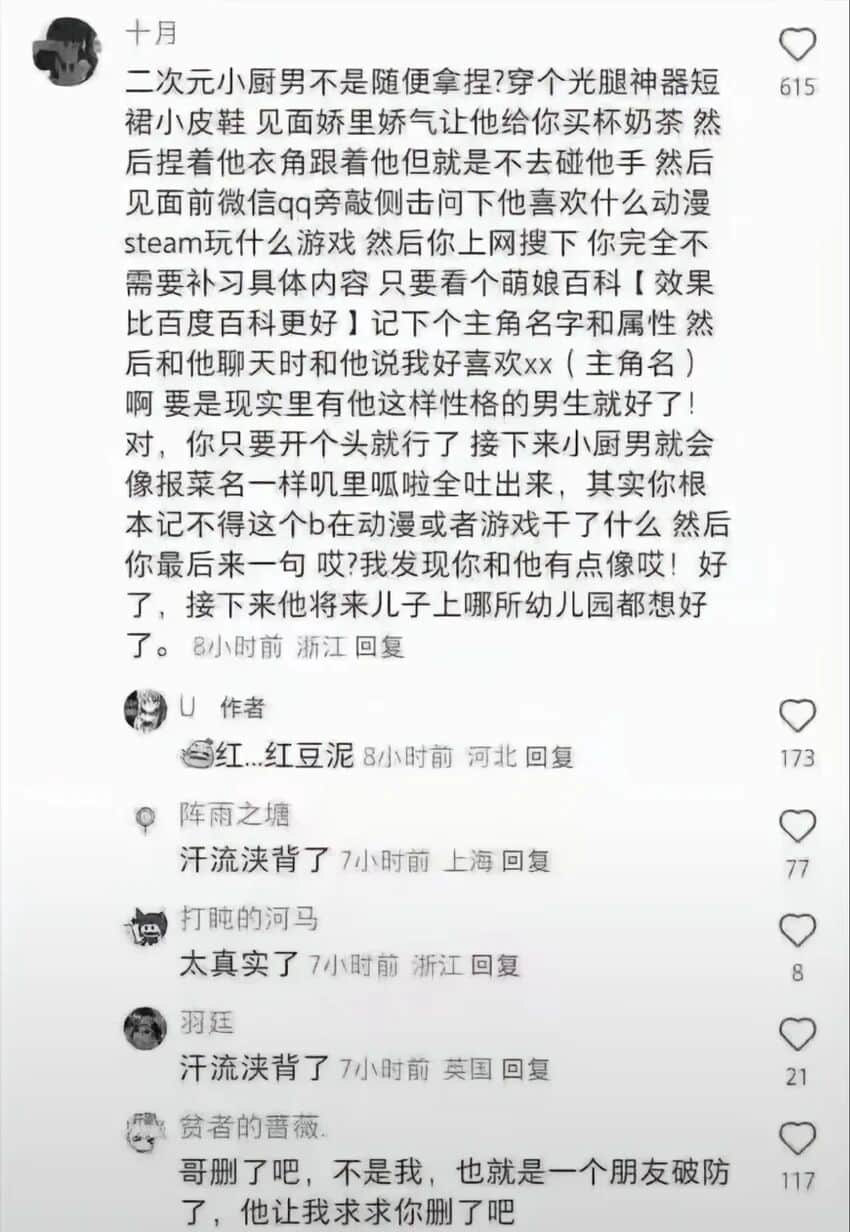 十月
615
二次元小厨男不是随便拿捏?穿个光腿神器短
裙小皮鞋 见面娇里娇气让他给你买杯奶茶 然
后捏着他衣角跟着他但就是不去碰他手 然后
见面前微信qq旁敲侧击问下他喜欢什么动漫
steam玩什么游戏 然后你上网搜下 你完全不
需要补习具体内容 只要看个萌娘百科【效果
比百度百科更好】记下个主角名字和属性 然
后和他聊天时和他说我好喜欢xx（主角名）
啊 要是现实里有他这样性格的男生就好了！
对，你只要开个头就行了 接下来小厨男就会
像报菜名一样叽里呱啦全吐出来，其实你根
本记不得这个b在动漫或者游戏干了什么 然后
你最后来一句 哎?我发现你和他有点像哎！好
了，接下来他将来儿子上哪所幼儿园都想好
了。 8小时前 浙江 回复
U 作者
红...红豆泥 8小时前 河北 回复
173
阵雨之塘
汗流浃背了 7小时前 上海 回复
77
打盹的河马
太真实了 7小时前 浙江 回复
8
羽廷
汗流浃背了 7小时前 英国 回复
21
贫者的蔷薇.
哥删了吧，不是我，也就是一个朋友破防
了，他让我求求你删了吧
117